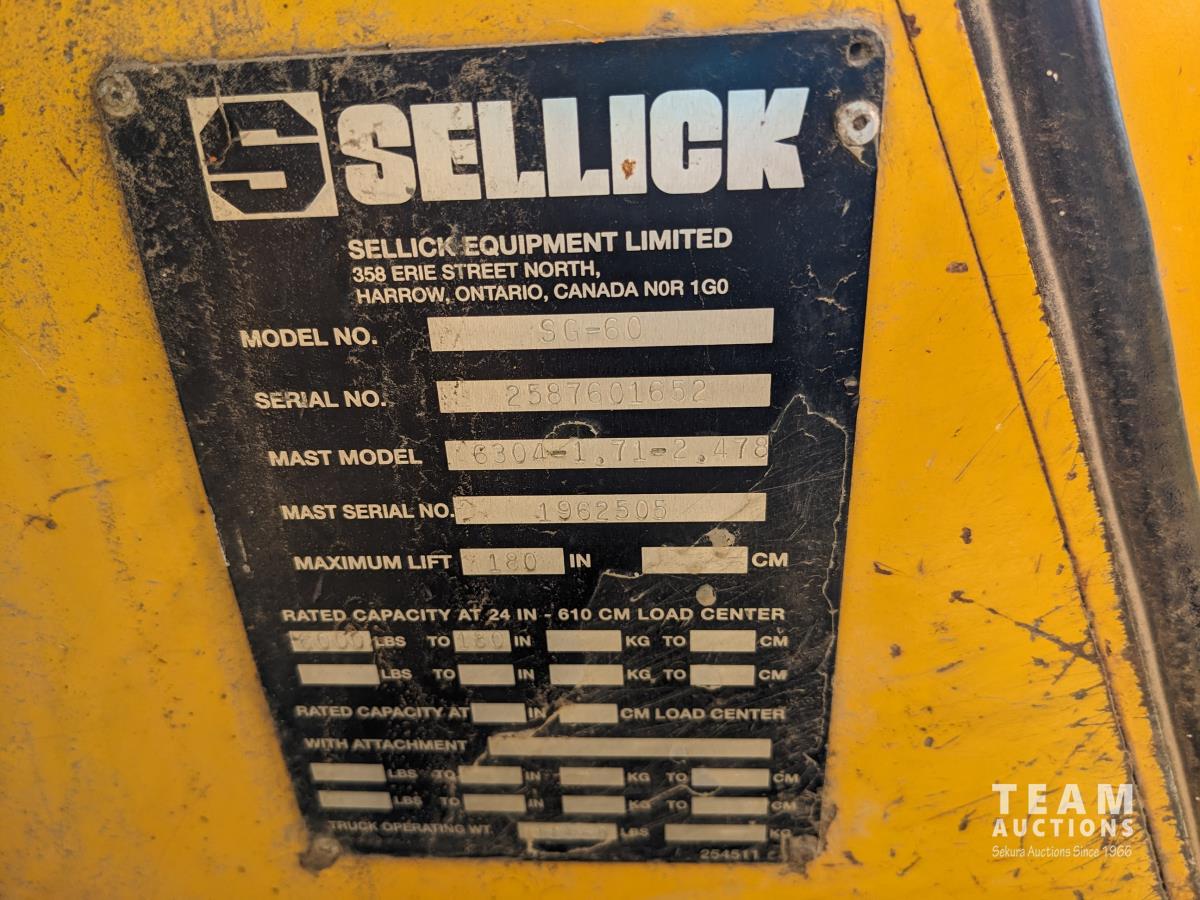 S SELLICK
SELLICK EQUIPMENT LIMITED
358 ERIE STREET NORTH,
HARROW, ONTARIO, CANADA N0R 1G0
MODEL NO. SG-60
SERIAL NO. 2587601652
MAST MODEL 6304-1.71-2.478
MAST SERIAL NO. 1962505
MAXIMUM LIFT 180 IN CM
RATED CAPACITY AT 24 IN - 610 CM LOAD CENTER
6000 LBS TO 180 IN KG TO CM
LBS TO IN KG TO CM
RATED CAPACITY AT IN CM LOAD CENTER
WITH ATTACHMENT
LBS TO IN KG TO CM
LBS TO IN KG TO CM
TRUCK OPERATING WT. LBS KG
254511
TEAM
AUCTIONS
Sekura Auctions Since 1966